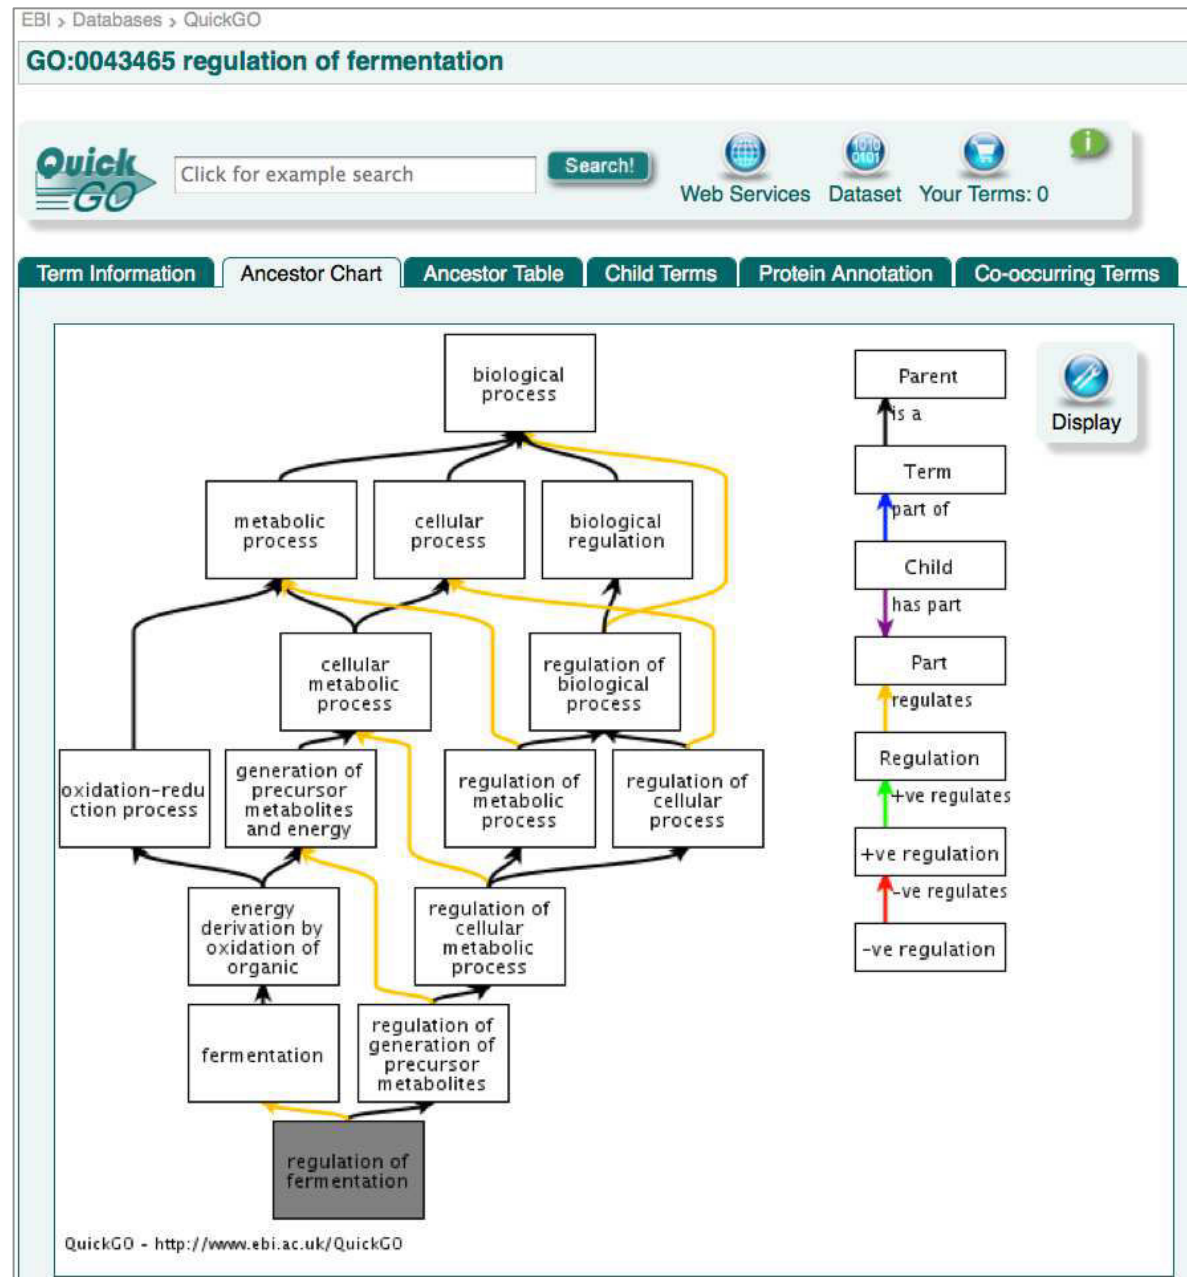 EBI > Databases > QuickGO
GO:0043465 regulation of fermentation
Quick
GO
Click for example search
Search!
Web Services
Dataset
Your Terms: 0
i
Term Information
Ancestor Chart
Ancestor Table
Child Terms
Protein Annotation
Co-occurring Terms
biological
process
metabolic
process
cellular
process
biological
regulation
cellular
metabolic
process
regulation of
biological
process
oxidation-redu
ction process
generation of
precursor
metabolites
and energy
regulation of
metabolic
process
regulation of
cellular
process
energy
derivation by
oxidation of
organic
regulation of
cellular
metabolic
process
fermentation
regulation of
generation of
precursor
metabolites
regulation of
fermentation
Parent
is a
Term
part of
Child
has part
Part
regulates
Regulation
+ve regulates
+ve regulation
-ve regulates
-ve regulation
Display
QuickGO - http://www.ebi.ac.uk/QuickGO